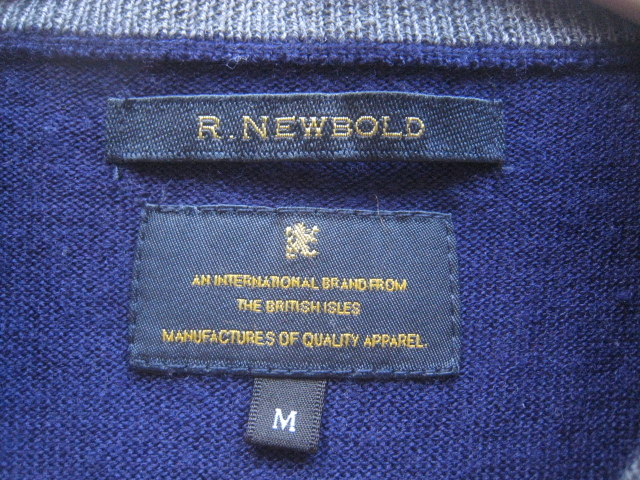 R. NEWBOLD
AN INTERNATIONAL BRAND FROM
THE BRITISH ISLES
MANUFACTURES OF QUALITY APPAREL.
M